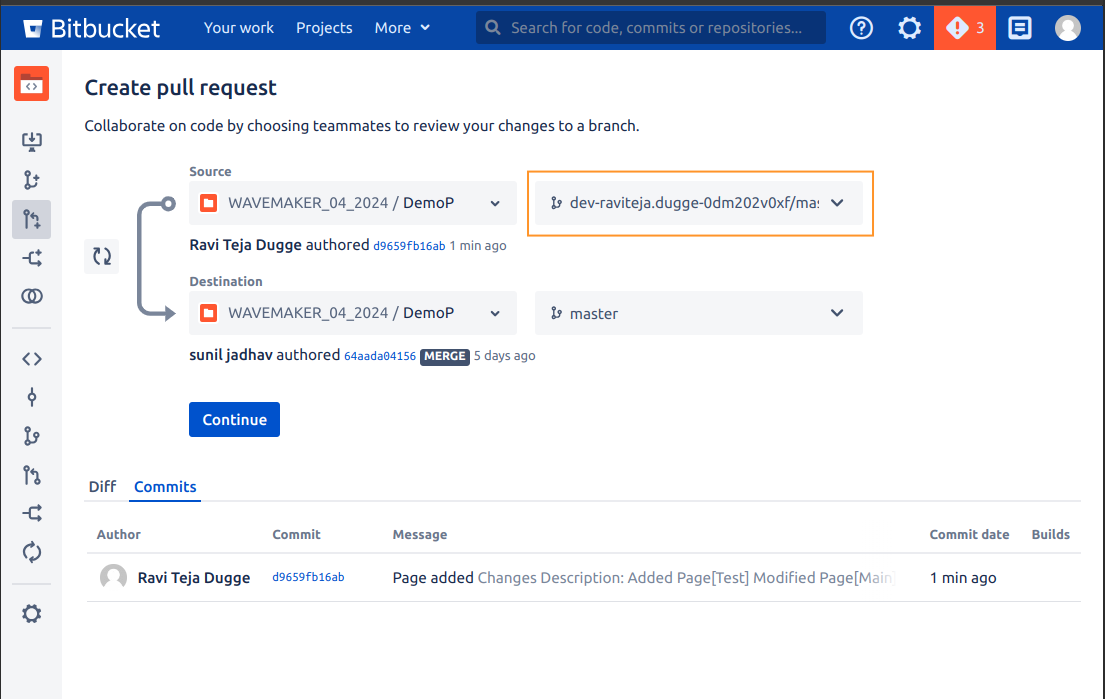 Bitbucket Your work Projects More Search for code, commits or repositories... 3
Create pull request
Collaborate on code by choosing teammates to review your changes to a branch.
Source
WAVEMAKER_04_2024 / DemoP dev-raviteja.dugge-0dm202v0xf/mas
Ravi Teja Dugge authored d9659fb16ab 1 min ago
Destination
WAVEMAKER_04_2024 / DemoP master
sunil jadhav authored 64aada04156 MERGE 5 days ago
Continue
Diff Commits
Author Commit Message Commit date Builds
Ravi Teja Dugge d9659fb16ab Page added Changes Description: Added Page[Test] Modified Page[Main] 1 min ago